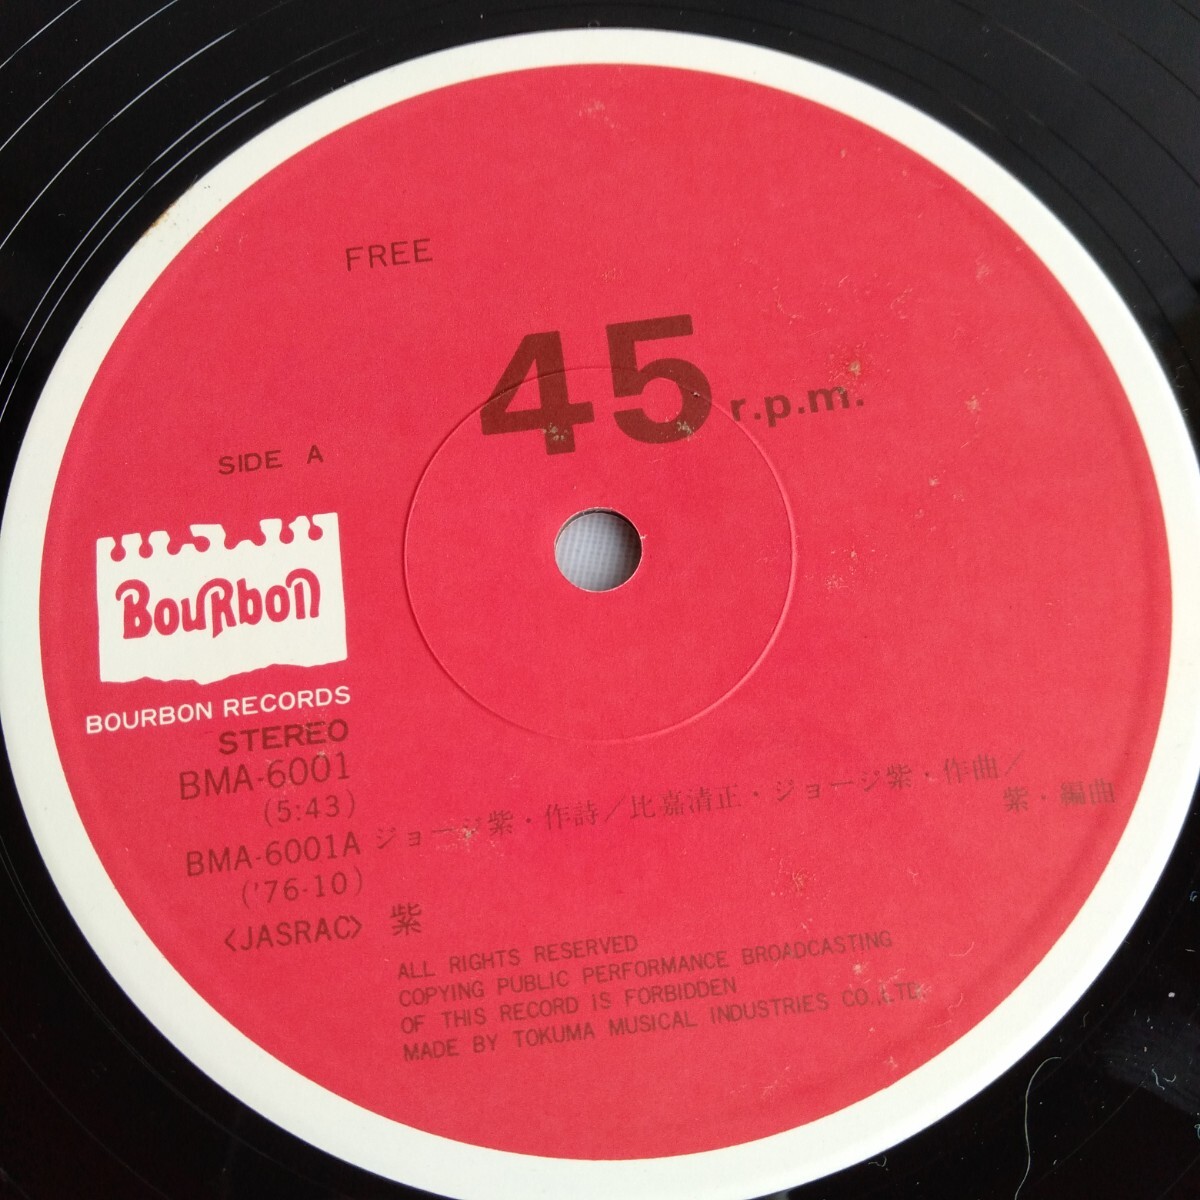 FREE
45 r.p.m.
SIDE A
BouRbon
BOURBON RECORDS
STEREO
BMA-6001
(5:43)
BMA-6001A
('76-10)
<JASRAC>
ジョージ紫・作詩/比嘉清正・ジョージ紫・作曲/
紫・編曲
紫
ALL RIGHTS RESERVED
COPYING PUBLIC PERFORMANCE BROADCASTING
OF THIS RECORD IS FORBIDDEN
MADE BY TOKUMA MUSICAL INDUSTRIES CO.,LTD.